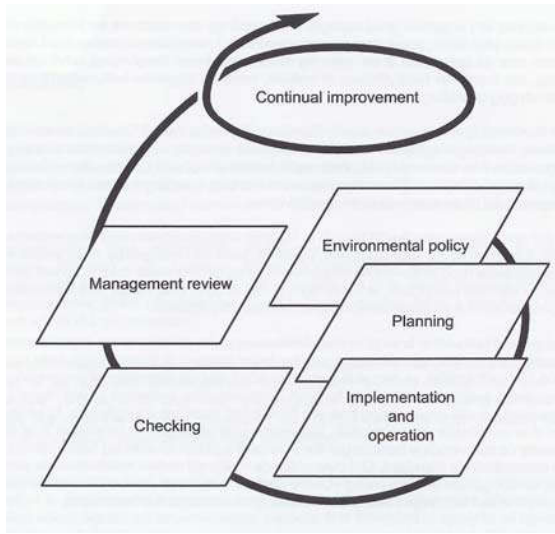 Continual improvement
Environmental policy
Management review
Planning
Implementation
and
operation
Checking